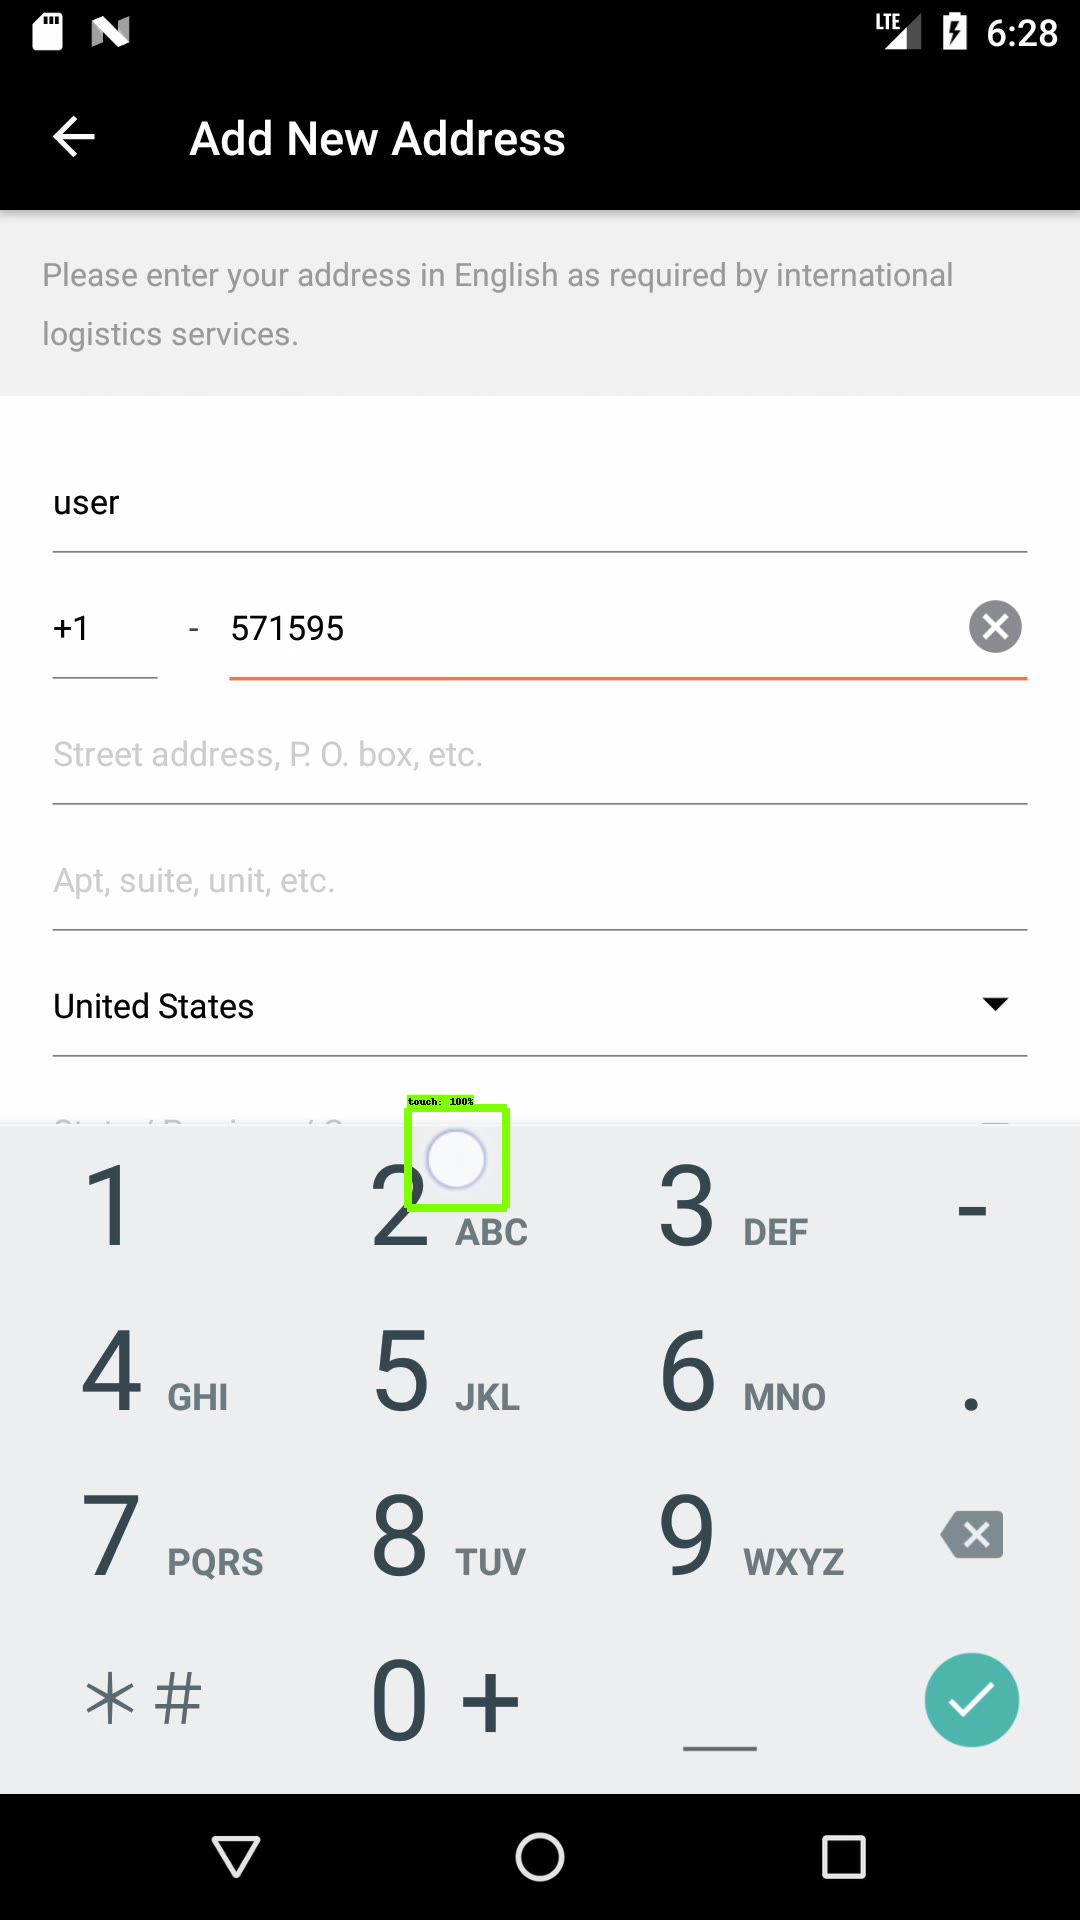 LTE 6:28
Add New Address
Please enter your address in English as required by international
logistics services.
user
+1 - 571595
Street address, P. O. box, etc.
Apt, suite, unit, etc.
United States
touch: 100%
1 2 ABC 3 DEF -
4 GHI 5 JKL 6 MNO .
7 PQRS 8 TUV 9 WXYZ
* # 0 +